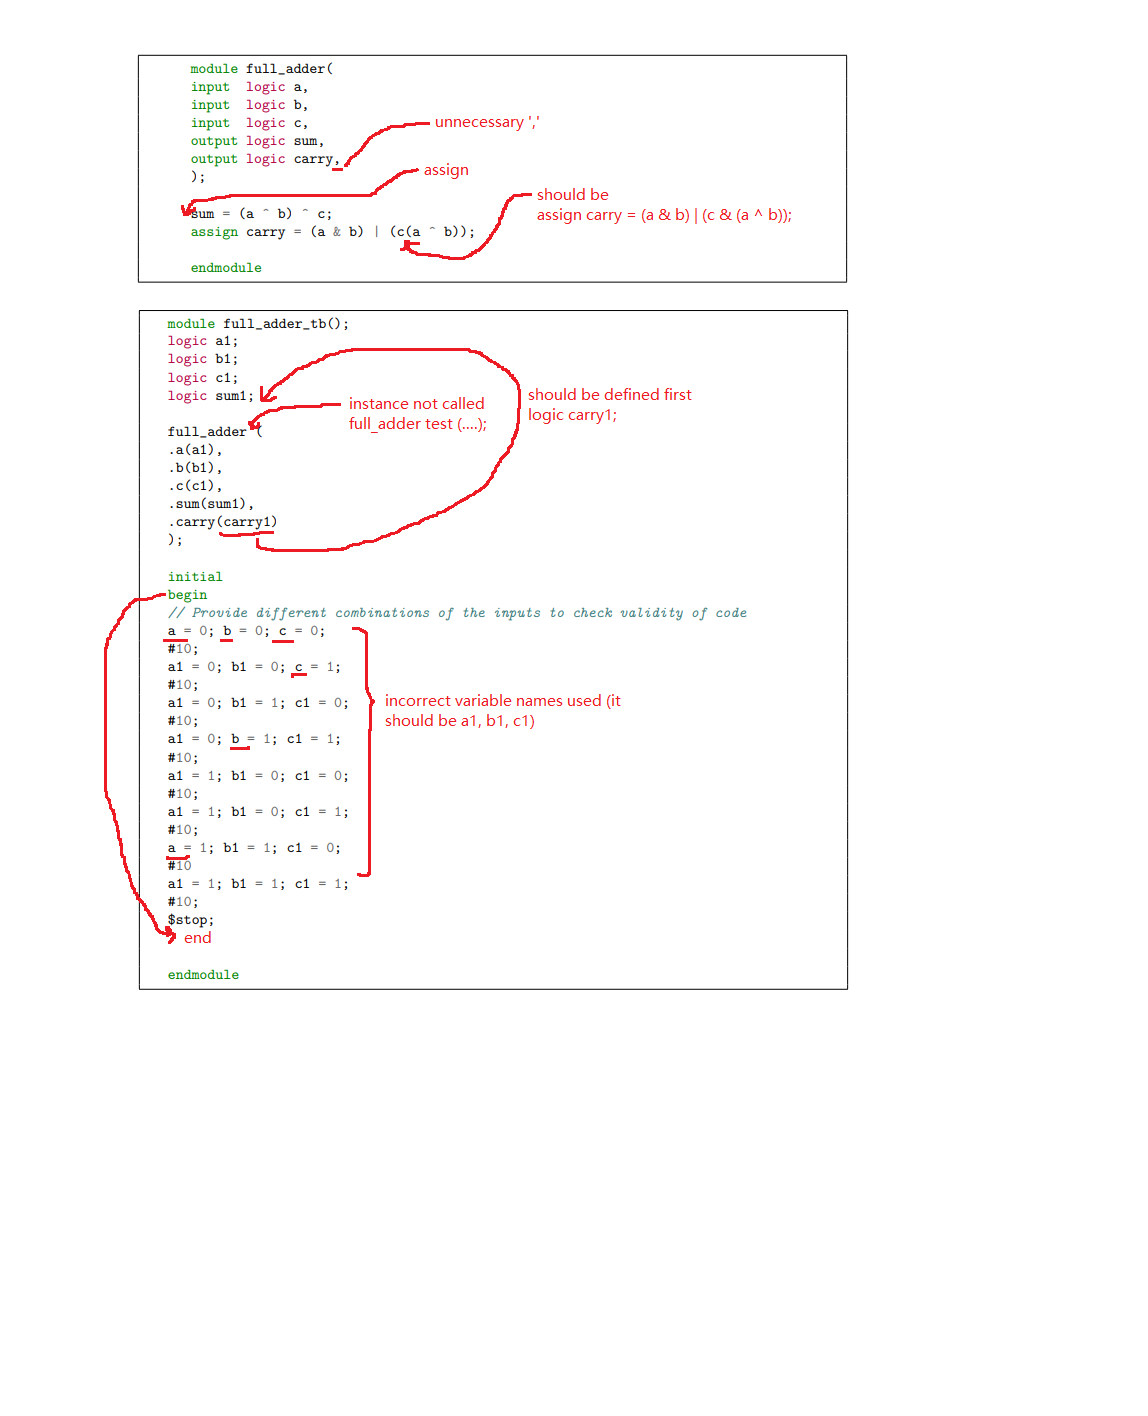 module full_adder(
input  logic a,
input  logic b,
input  logic c,
output logic sum,
unnecessary ','
output logic carry,
);
assign
should be
assign carry = (a & b) | (c & (a ^ b));
sum = (a ^ b) ^ c;
assign carry = (a & b) | (c(a ^ b));
endmodule
module full_adder_tb();
logic a1;
logic b1;
logic c1;
logic sum1;
should be defined first
logic carry1;
instance not called
full_adder test (....);
full_adder (
.a(a1),
.b(b1),
.c(c1),
.sum(sum1),
.carry(carry1)
);
initial
begin
// Provide different combinations of the inputs to check validity of code
a = 0; b = 0; c = 0;
#10;
a1 = 0; b1 = 0; c = 1;
#10;
a1 = 0; b1 = 1; c1 = 0;
incorrect variable names used (it
should be a1, b1, c1)
#10;
a1 = 0; b = 1; c1 = 1;
#10;
a1 = 1; b1 = 0; c1 = 0;
#10;
a1 = 1; b1 = 0; c1 = 1;
#10;
a = 1; b1 = 1; c1 = 0;
#10
a1 = 1; b1 = 1; c1 = 1;
#10;
$stop;
end
endmodule